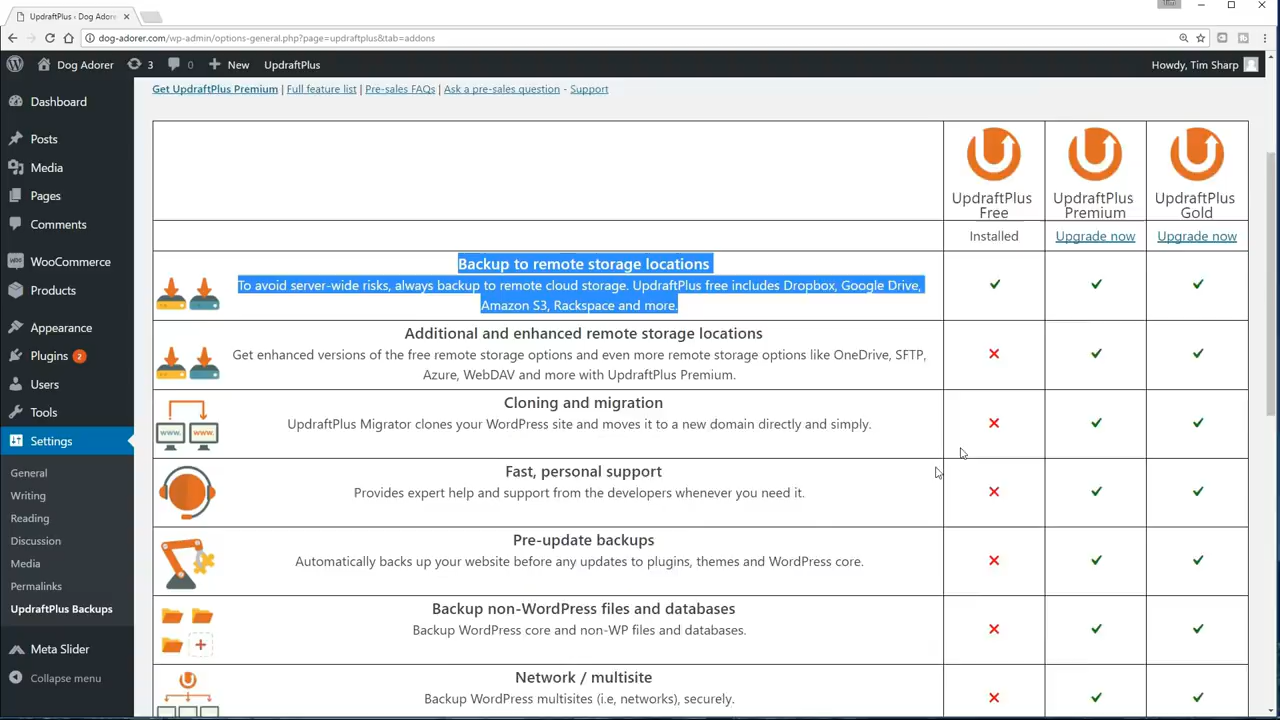 UpdraftPlus ‹ Dog Adore
dog-adorer.com/wp-admin/options-general.php?page=updraftplus&tab=addons
Dog Adorer
3
0
New
UpdraftPlus
Howdy, Tim Sharp
Dashboard
Posts
Media
Pages
Comments
WooCommerce
Products
Appearance
Plugins 2
Users
Tools
Settings
General
Writing
Reading
Discussion
Media
Permalinks
UpdraftPlus Backups
Meta Slider
Collapse menu
Get UpdraftPlus Premium | Full feature list | Pre-sales FAQs | Ask a pre-sales question - Support
UpdraftPlus
Free
UpdraftPlus
Premium
UpdraftPlus
Gold
Installed
Upgrade now
Upgrade now
Backup to remote storage locations
To avoid server-wide risks, always backup to remote cloud storage. UpdraftPlus free includes Dropbox, Google Drive,
Amazon S3, Rackspace and more.
Additional and enhanced remote storage locations
Get enhanced versions of the free remote storage options and even more remote storage options like OneDrive, SFTP,
Azure, WebDAV and more with UpdraftPlus Premium.
www.
www.
Cloning and migration
UpdraftPlus Migrator clones your WordPress site and moves it to a new domain directly and simply.
Fast, personal support
Provides expert help and support from the developers whenever you need it.
Pre-update backups
Automatically backs up your website before any updates to plugins, themes and WordPress core.
Backup non-WordPress files and databases
Backup WordPress core and non-WP files and databases.
Network / multisite
Backup WordPress multisites (i.e, networks), securely.